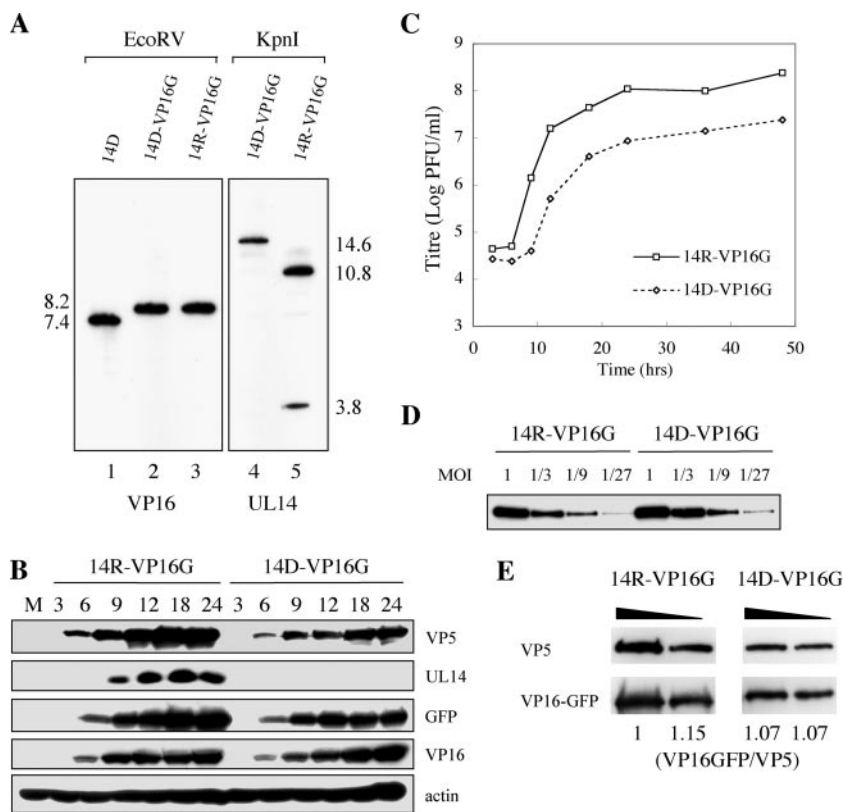 A
EcoRV KpnI
14D 14D-VP16G 14R-VP16G 14D-VP16G 14R-VP16G
8.2
7.4
14.6
10.8
3.8
1 2 3 4 5
VP16 UL14
B
14R-VP16G 14D-VP16G
M 3 6 9 12 18 24 3 6 9 12 18 24
VP5
UL14
GFP
VP16
actin
C
Titre (Log PFU/ml)
9
8
7
6
5
4
3
0 10 20 30 40 50
Time (hrs)
14R-VP16G
14D-VP16G
D
14R-VP16G 14D-VP16G
MOI 1 1/3 1/9 1/27 1 1/3 1/9 1/27
E
14R-VP16G 14D-VP16G
VP5
VP16-GFP
1 1.15 1.07 1.07
(VP16GFP/VP5)